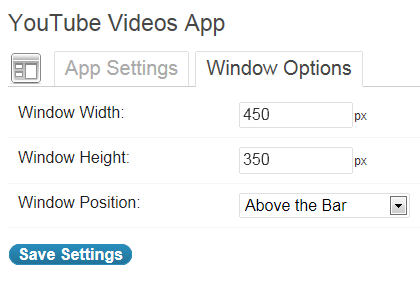 YouTube Videos App
App Settings Window Options
Window Width: 450 px
Window Height: 350 px
Window Position: Above the Bar
Save Settings